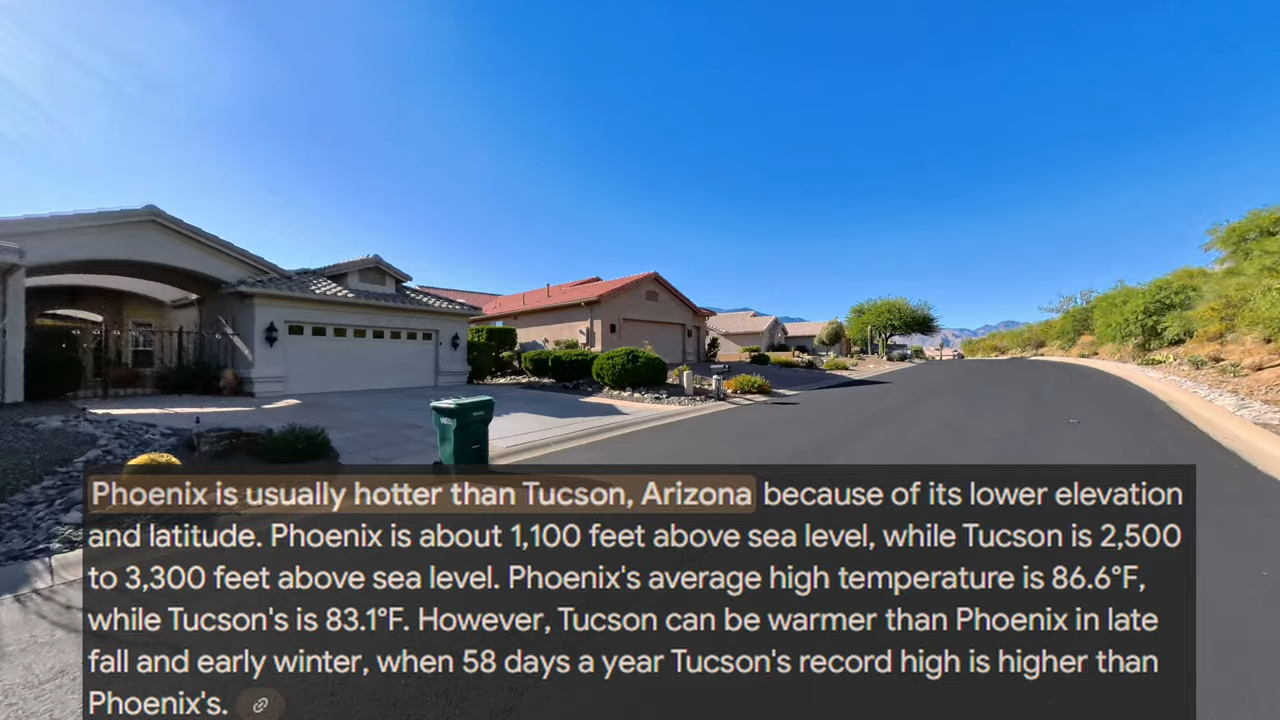 Phoenix is usually hotter than Tucson, Arizona because of its lower elevation
and latitude. Phoenix is about 1,100 feet above sea level, while Tucson is 2,500
to 3,300 feet above sea level. Phoenix's average high temperature is 86.6°F,
while Tucson's is 83.1°F. However, Tucson can be warmer than Phoenix in late
fall and early winter, when 58 days a year Tucson's record high is higher than
Phoenix's.